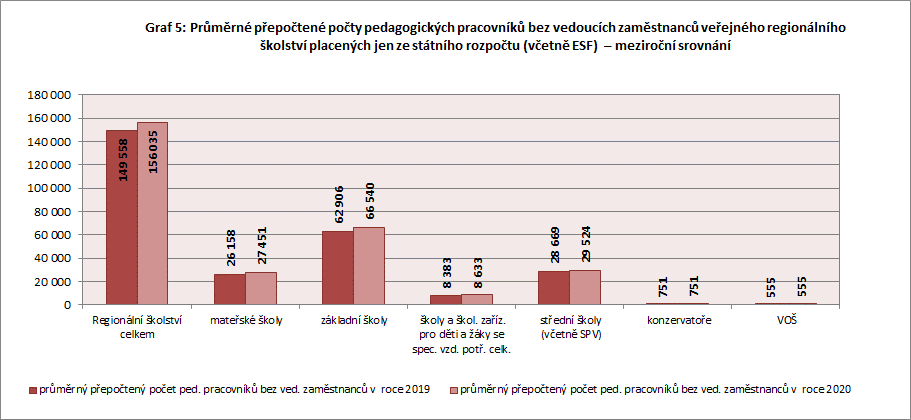 Graf 5: Průměrné přepočtené počty pedagogických pracovníků bez vedoucích zaměstnanců veřejného regionálního
školství placených jen ze státního rozpočtu (včetně ESF) – meziroční srovnání
180 000
160 000
140 000
120 000
100 000
80 000
60 000
40 000
20 000
0
149 558
156 035
26 158
27 451
62 906
66 540
8 383
8 633
28 669
29 524
751
751
555
555
Regionální školství
celkem
mateřské školy
základní školy
školy a škol. zaříz.
pro děti a žáky se
spec. vzd. potř. celk.
střední školy
(včetně SPV)
konzervatoře
VOŠ
průměrný přepočtený počet ped. pracovníků bez ved. zaměstnanců v roce 2019
průměrný přepočtený počet ped. pracovníků bez ved. zaměstnanců v roce 2020